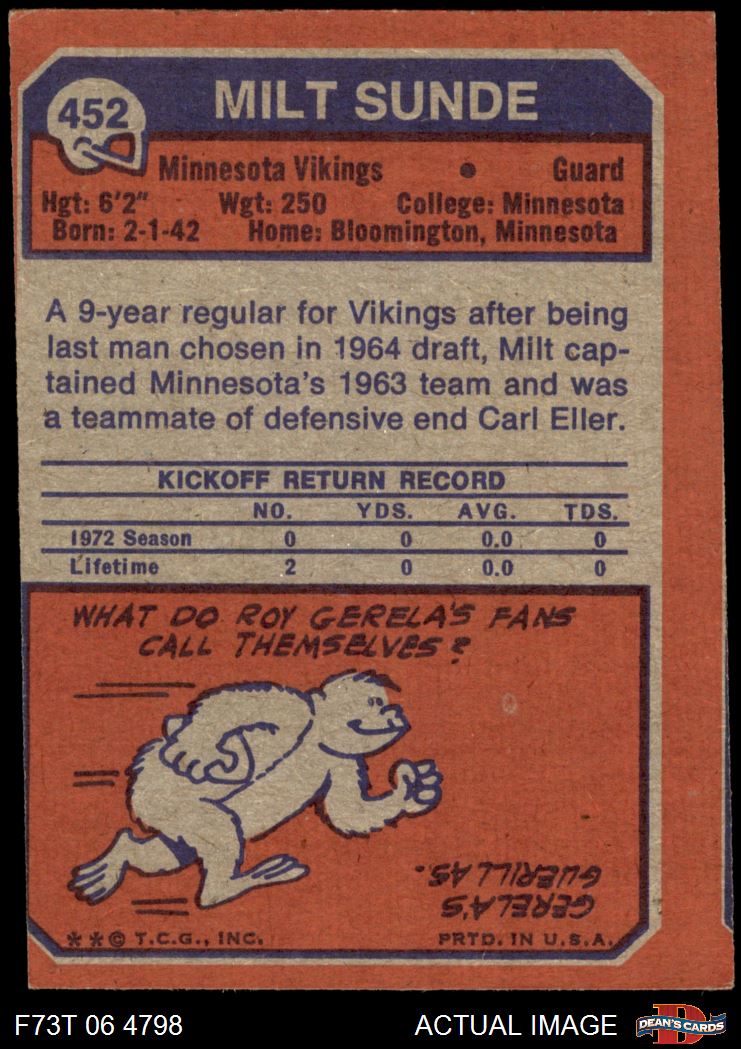 452
MILT SUNDE
Minnesota Vikings • Guard
Hgt: 6'2" Wgt: 250 College: Minnesota
Born: 2-1-42 Home: Bloomington, Minnesota
A 9-year regular for Vikings after being
last man chosen in 1964 draft, Milt cap-
tained Minnesota's 1963 team and was
a teammate of defensive end Carl Eller.
KICKOFF RETURN RECORD
NO. YDS. AVG. TDS.
1972 Season 0 0 0.0 0
Lifetime 2 0 0.0 0
WHAT DO ROY GERELA'S FANS
CALL THEMSELVES?
GERELA'S
GUERILLAS.
**© T.C.G., INC. PRTD. IN U.S.A.
F73T 06 4798 ACTUAL IMAGE
D
DEAN'S CARDS